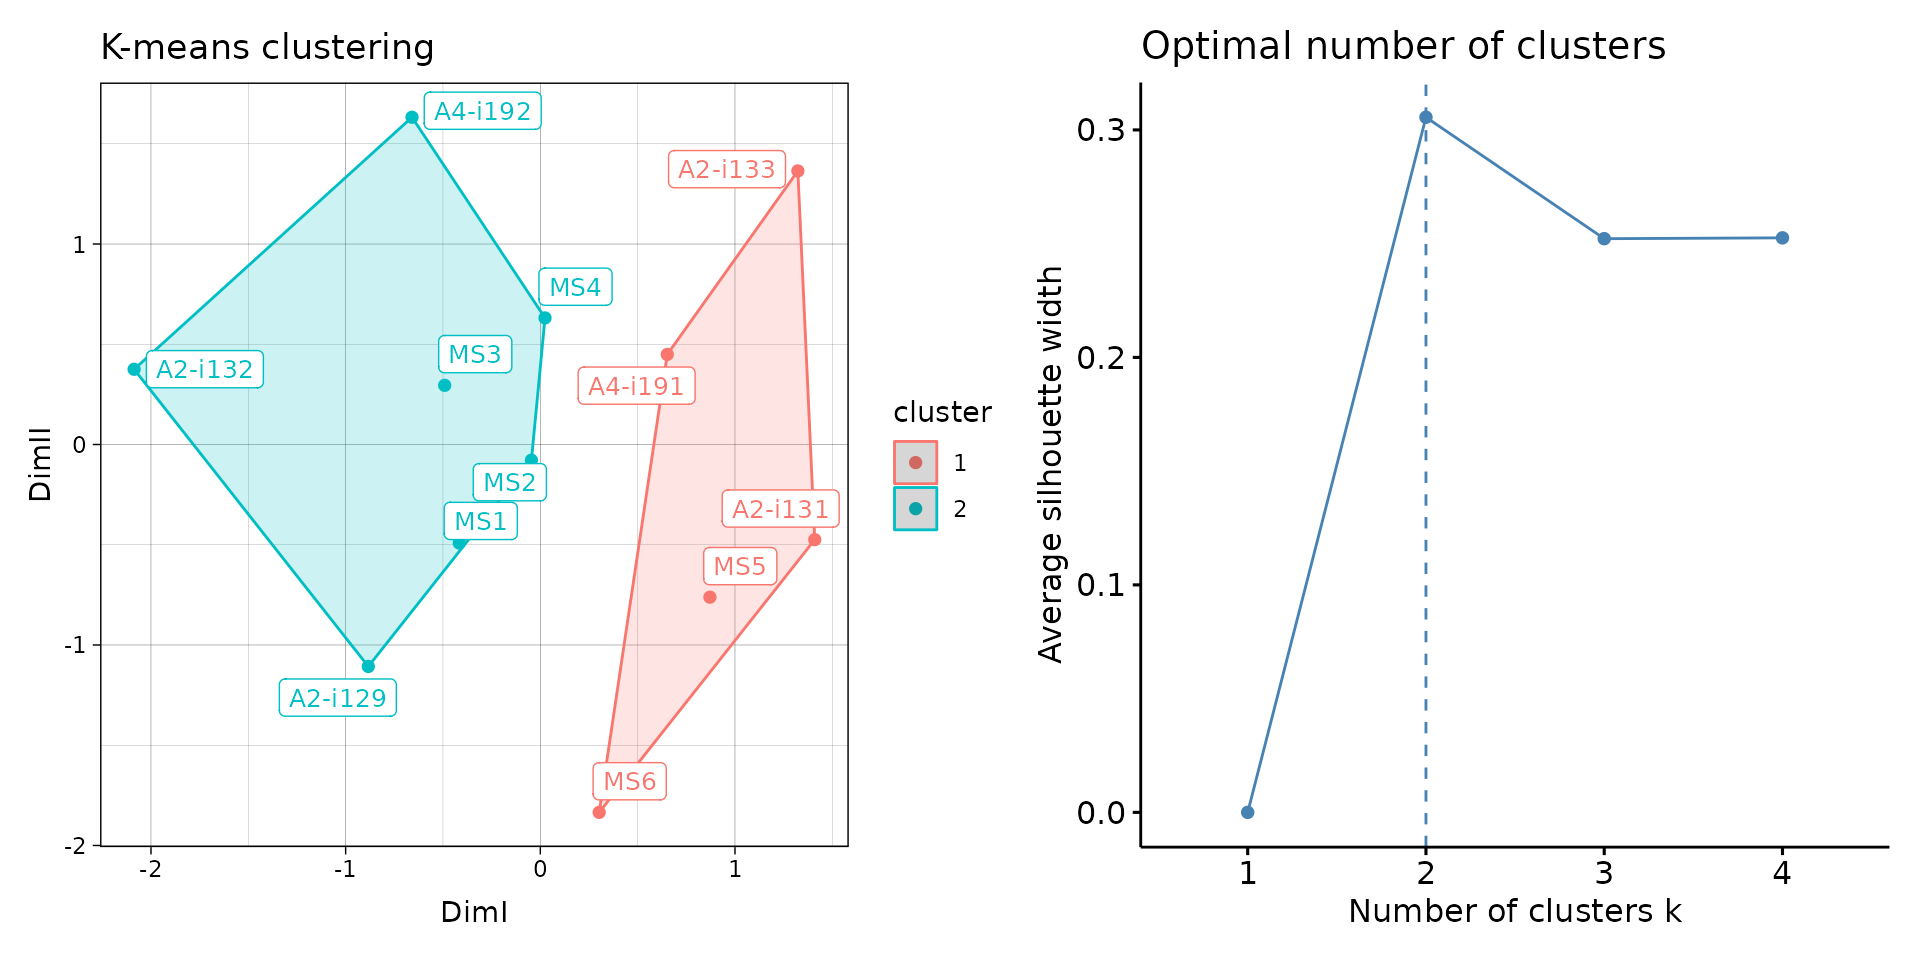 K-means clustering
A4-i192
A2-i133
MS4
MS3
A2-i132
A4-i191
MS2
MS1
A2-i131
MS5
A2-i129
MS6
1
0
-1
-2
-2
-1
0
1
DimI
DimII
cluster
1
2
Optimal number of clusters
0.3
0.2
0.1
0.0
Average silhouette width
1
2
3
4
Number of clusters k